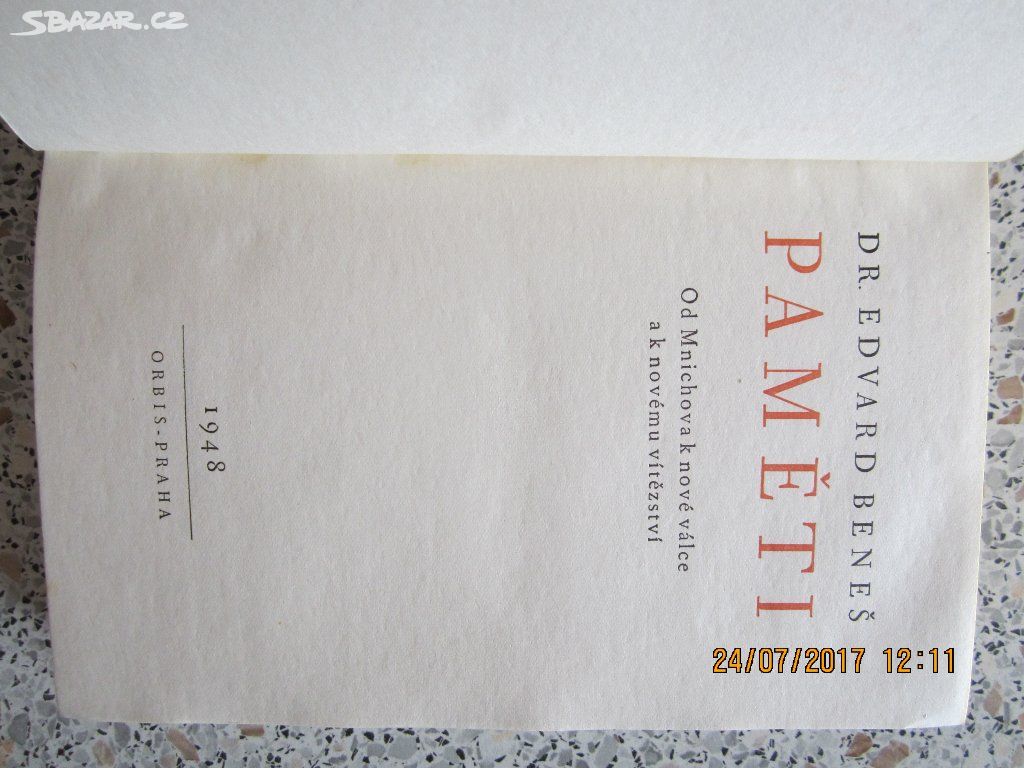 SBAZAR.CZ
DR. EDVARD BENEŠ
PAMĚTI
Od Mnichova k nové válce
a k novému vítězství
1948
ORBIS-PRAHA
24/07/2017 12:11